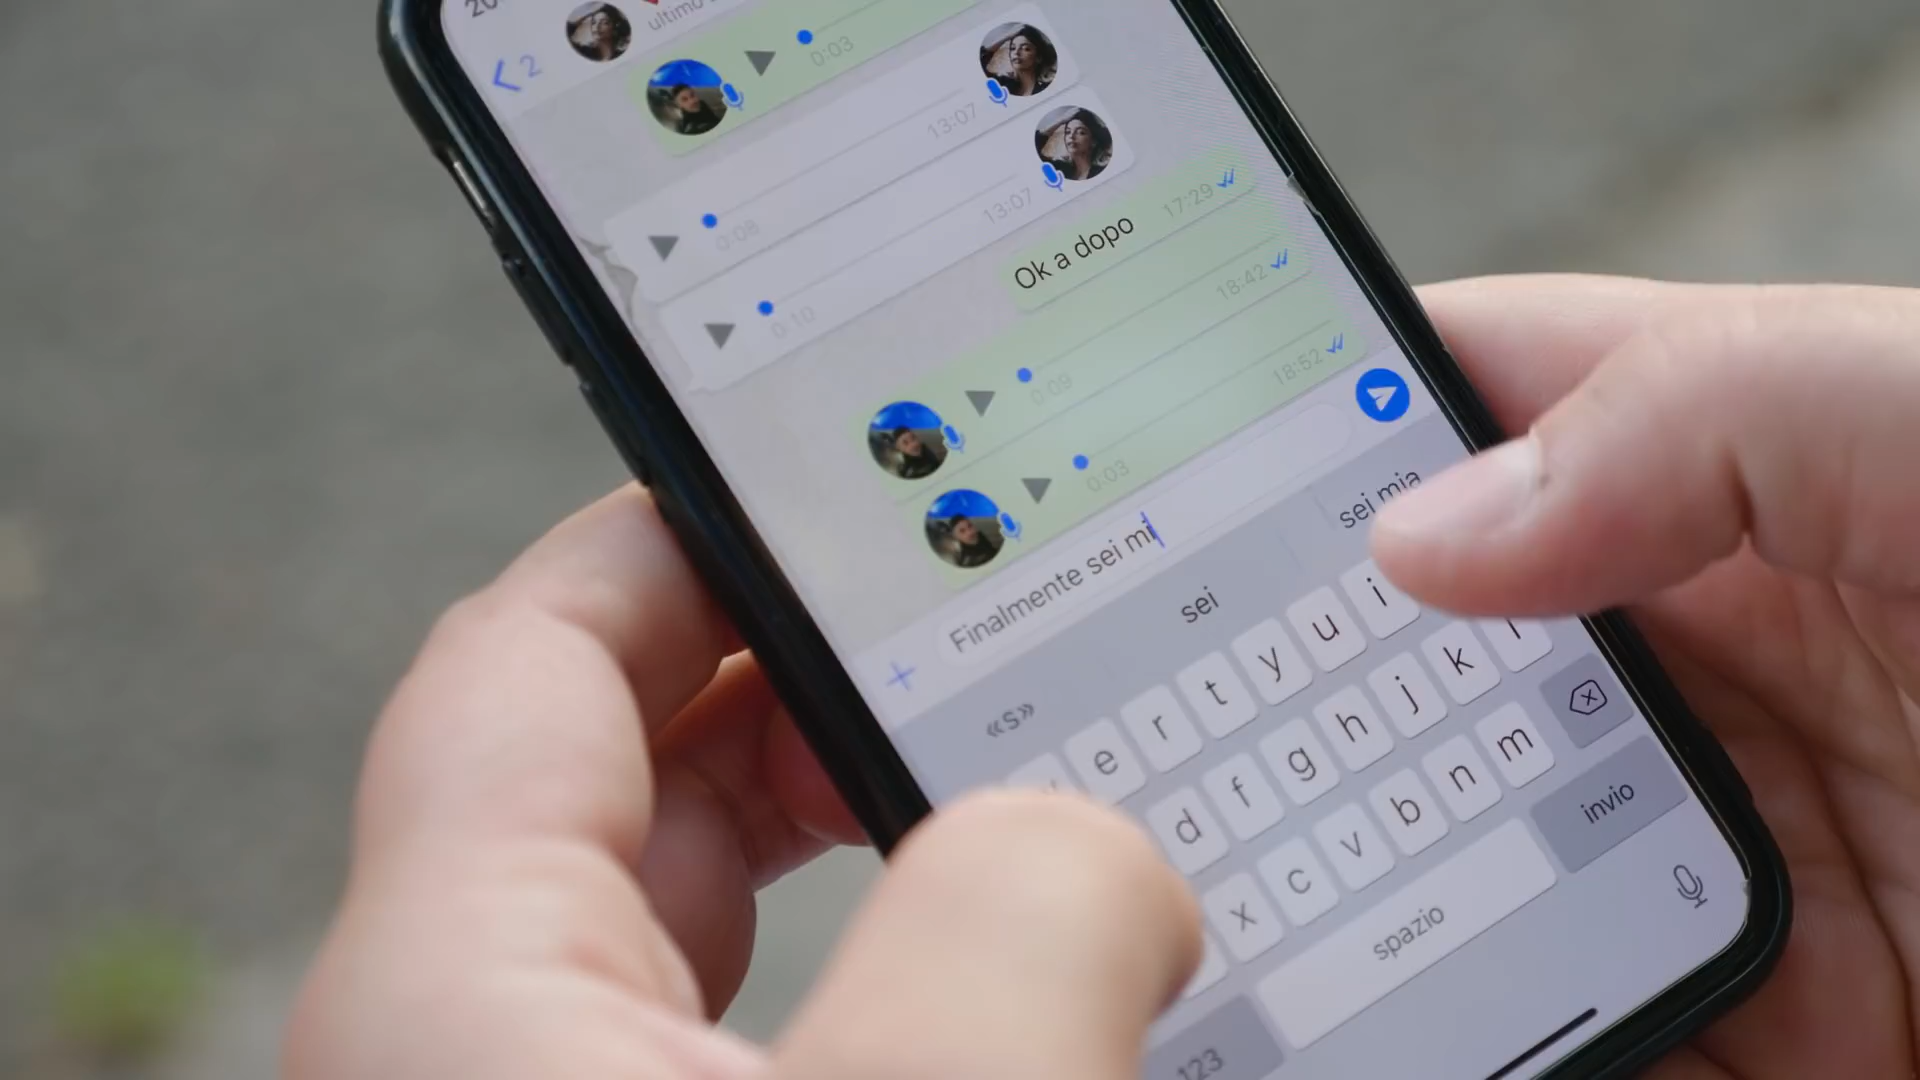 2
ultimo
0:03
13:07
0:08
13:07
0:10
Ok a dopo 17:29
18:42
0:09
18:52
0:03
Finalmente sei mi
«s» sei sei mia
e r t y u i
d f g h j k l
x c v b n m
123 spazio invio